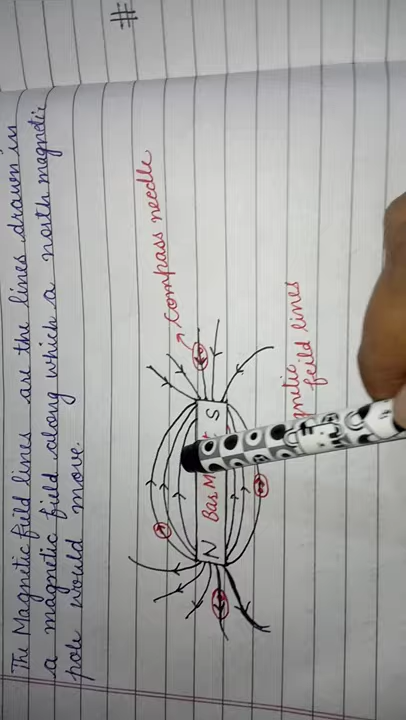 #
The Magnetic field lines are the lines drawn in
a magnetic field along which a north magnetic
pole would move.
compass needle
N
Bar M
S
field lines